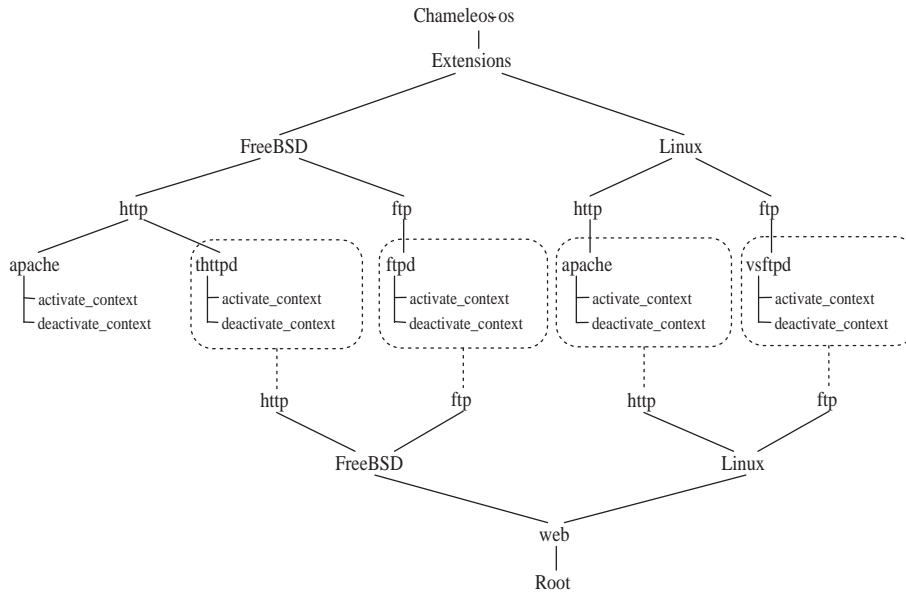 Chameleos-os
Extensions
FreeBSD Linux
http ftp http ftp
apache thttpd ftpd apache vsftpd
activate_context activate_context activate_context activate_context activate_context
deactivate_context deactivate_context deactivate_context deactivate_context deactivate_context
http ftp http ftp
FreeBSD Linux
web
Root